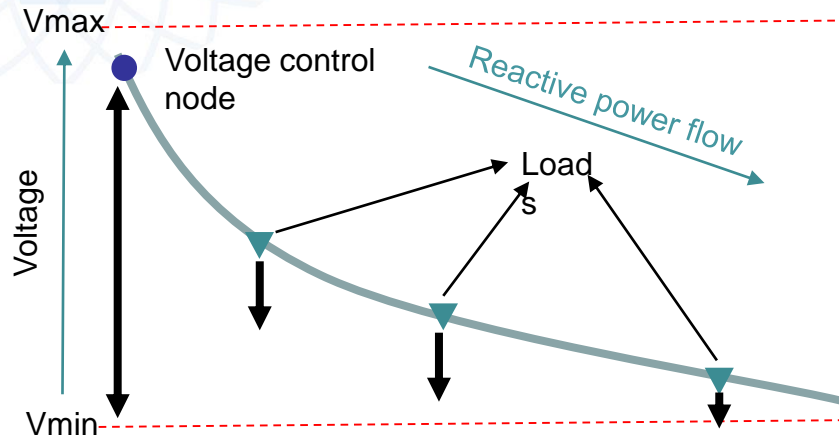 Vmax
Voltage control
node
Reactive power flow
Load
s
Voltage
Vmin